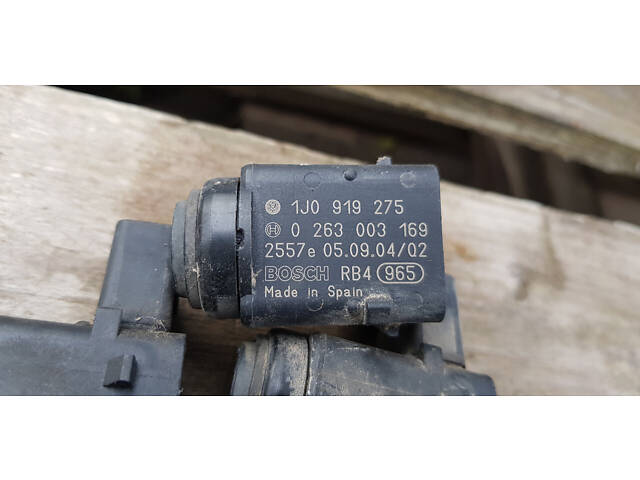 1J0 919 275
0 263 003 169
2557e 05.09.04/02
BOSCH RB4 965
Made in Spain